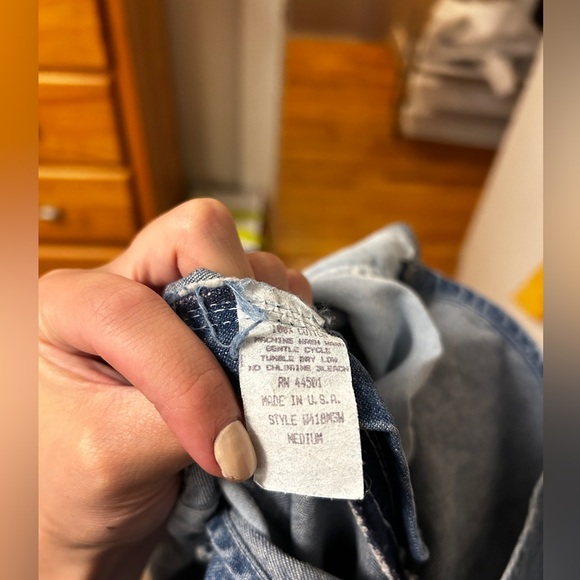 100% COTTON
MACHINE WASH WARM
GENTLE CYCLE
TUMBLE DRY LOW
NO CHLORINE BLEACH
RN 44501
MADE IN U.S.A.
STYLE W418MSW
MEDIUM